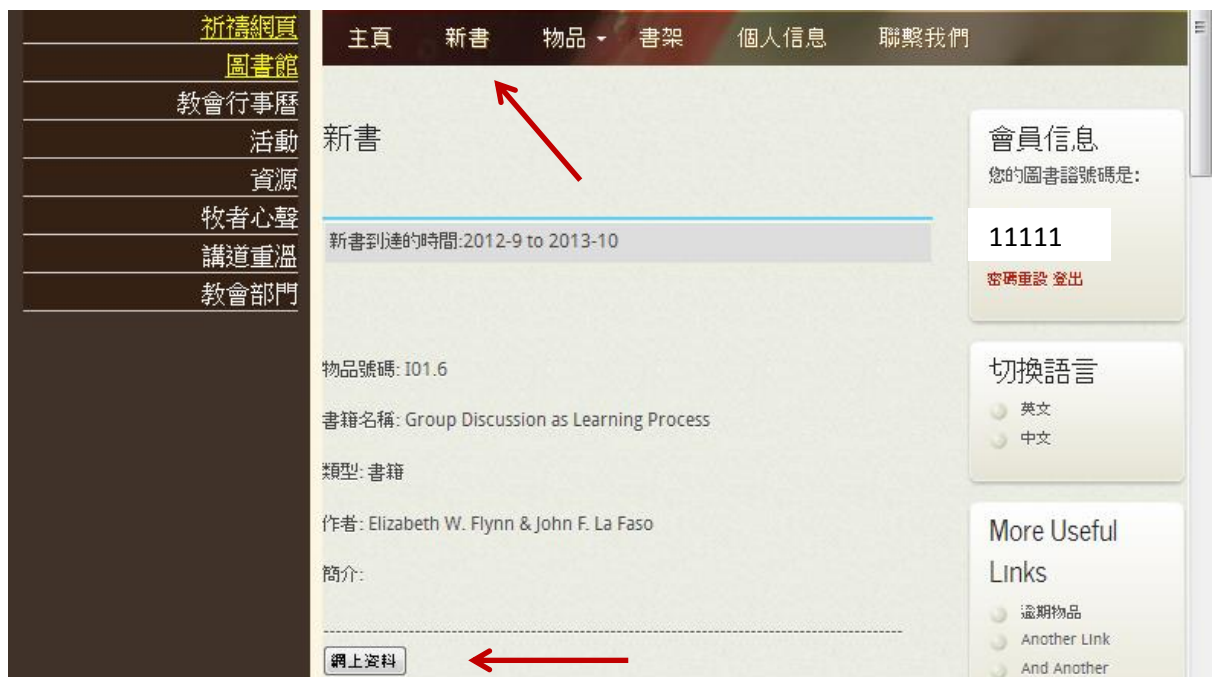 祈禱網頁
圖書館
教會行事曆
活動
資源
牧者心聲
講道重溫
教會部門
主頁 新書 物品 書架 個人信息 聯繫我們
新書
新書到達的時間:2012-9 to 2013-10
物品號碼: I01.6
書籍名稱: Group Discussion as Learning Process
類型: 書籍
作者: Elizabeth W. Flynn & John F. La Faso
簡介:
網上資料
會員信息
您的圖書證號碼是:
11111
密碼重設 登出
切換語言
英文
中文
More Useful
Links
逾期物品
Another Link
And Another